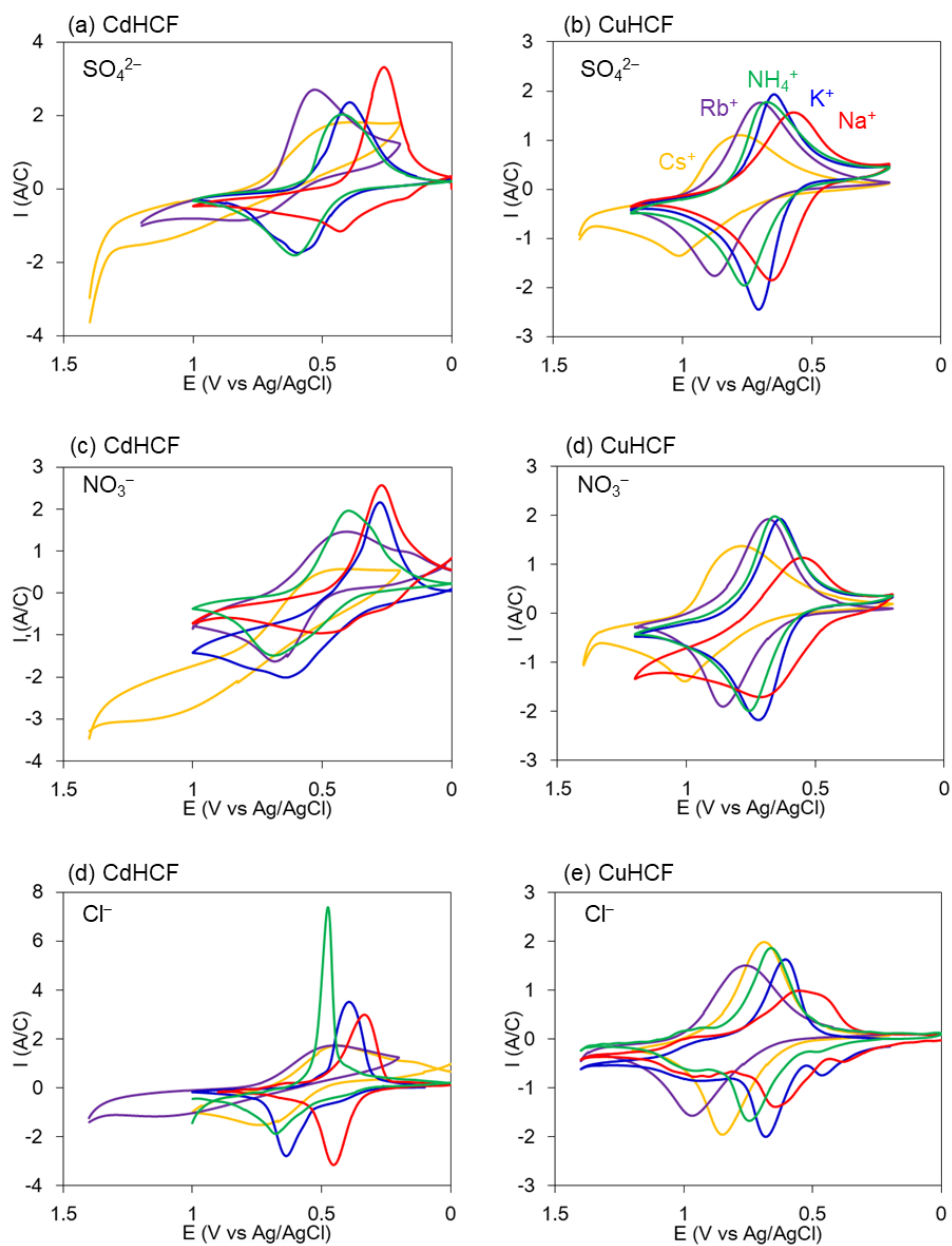 (a) CdHCF
SO₄²⁻
4
2
0
-2
-4
I (A/C)
1.5
1
0.5
0
E (V vs Ag/AgCl)
(b) CuHCF
SO₄²⁻
NH₄⁺
K⁺
Rb⁺
Na⁺
Cs⁺
3
2
1
0
-1
-2
-3
I (A/C)
1.5
1
0.5
0
E (V vs Ag/AgCl)
(c) CdHCF
NO₃⁻
3
2
1
0
-1
-2
-3
-4
I (A/C)
1.5
1
0.5
0
E (V vs Ag/AgCl)
(d) CuHCF
NO₃⁻
3
2
1
0
-1
-2
-3
I (A/C)
1.5
1
0.5
0
E (V vs Ag/AgCl)
(d) CdHCF
Cl⁻
8
6
4
2
0
-2
-4
I (A/C)
1.5
1
0.5
0
E (V vs Ag/AgCl)
(e) CuHCF
Cl⁻
3
2
1
0
-1
-2
-3
I (A/C)
1.5
1
0.5
0
E (V vs Ag/AgCl)